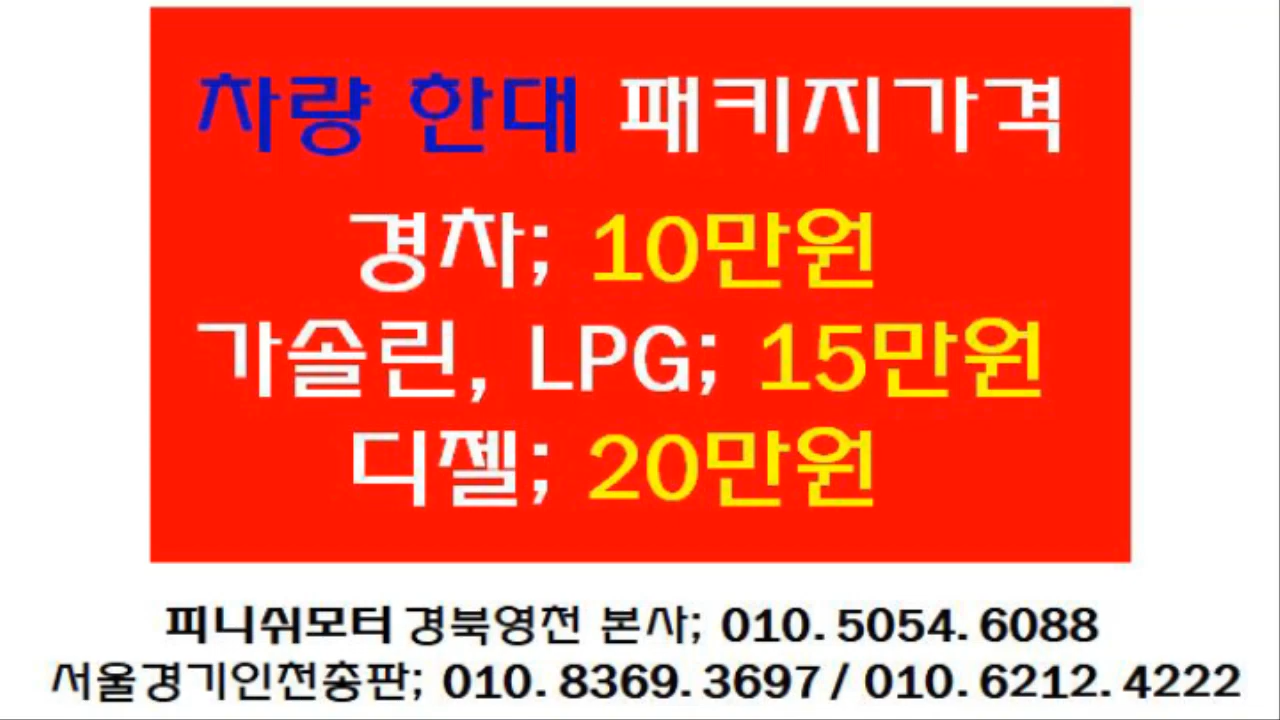 차량 한대 패키지가격
경차; 10만원
가솔린, LPG; 15만원
디젤; 20만원
피니쉬모터 경북영천 본사; 010. 5054. 6088
서울경기인천총판; 010. 8369. 3697 / 010. 6212. 4222